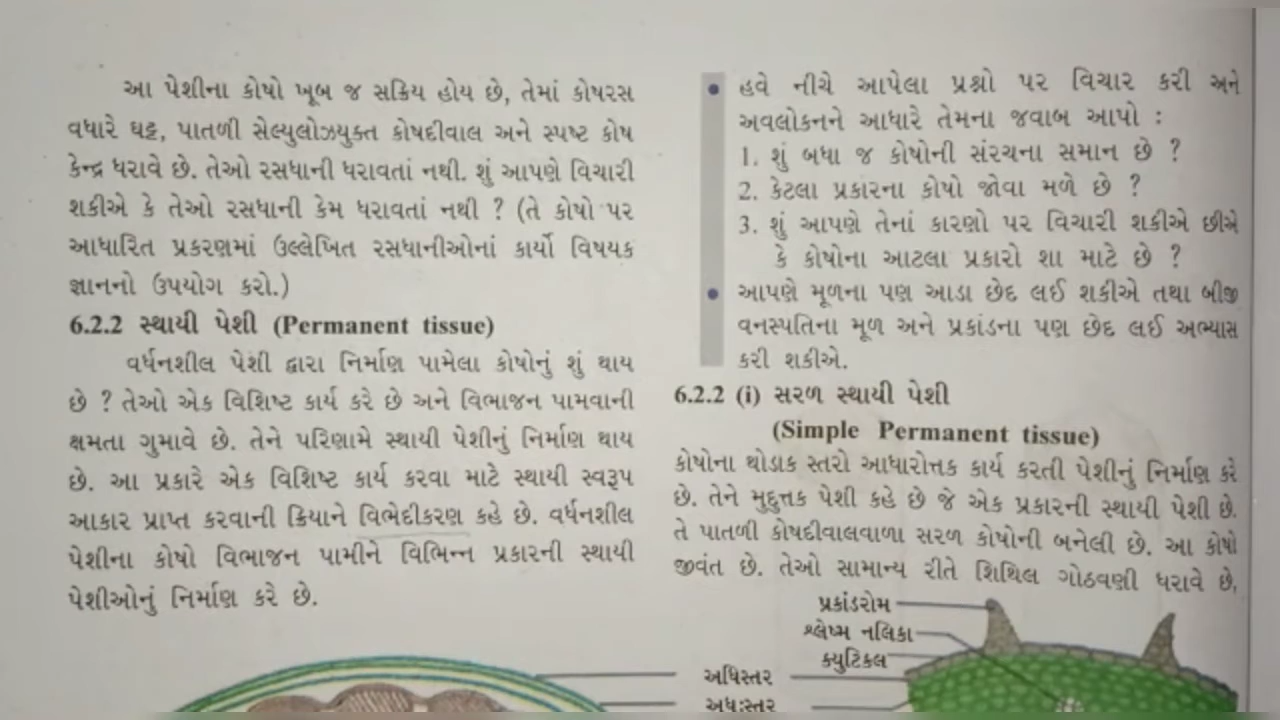 આ પેશીના કોષો ખૂબ જ સક્રિય હોય છે, તેમાં કોષરસ
વધારે ઘટ્ટ, પાતળી સેલ્યુલોઝયુક્ત કોષદીવાલ અને સ્પષ્ટ કોષ
કેન્દ્ર ધરાવે છે. તેઓ રસધાની ધરાવતાં નથી. શું આપણે વિચારી
શકીએ કે તેઓ રસધાની કેમ ધરાવતાં નથી ? (તે કોષો પર
આધારિત પ્રકરણમાં ઉલ્લેખિત રસધાનીઓનાં કાર્યો વિષયક
જ્ઞાનનો ઉપયોગ કરો.)
6.2.2 સ્થાયી પેશી (Permanent tissue)
વર્ધનશીલ પેશી દ્વારા નિર્માણ પામેલા કોષોનું શું થાય
છે ? તેઓ એક વિશિષ્ટ કાર્ય કરે છે અને વિભાજન પામવાની
ક્ષમતા ગુમાવે છે. તેને પરિણામે સ્થાયી પેશીનું નિર્માણ થાય
છે. આ પ્રકારે એક વિશિષ્ટ કાર્ય કરવા માટે સ્થાયી સ્વરૂપ
આકાર પ્રાપ્ત કરવાની ક્રિયાને વિભેદીકરણ કહે છે. વર્ધનશીલ
પેશીના કોષો વિભાજન પામીને વિભિન્ન પ્રકારની સ્થાયી
પેશીઓનું નિર્માણ કરે છે.
• હવે નીચે આપેલા પ્રશ્નો પર વિચાર કરી અને
અવલોકનને આધારે તેમના જવાબ આપો :
1. શું બધા જ કોષોની સંરચના સમાન છે ?
2. કેટલા પ્રકારના કોષો જોવા મળે છે ?
3. શું આપણે તેનાં કારણો પર વિચારી શકીએ છીએ
કે કોષોના આટલા પ્રકારો શા માટે છે ?
• આપણે મૂળના પણ આડા છેદ લઈ શકીએ તથા બીજી
વનસ્પતિના મૂળ અને પ્રકાંડના પણ છેદ લઈ અભ્યાસ
કરી શકીએ.
6.2.2 (i) સરળ સ્થાયી પેશી
(Simple Permanent tissue)
કોષોના થોડાક સ્તરો આધારોત્તક કાર્ય કરતી પેશીનું નિર્માણ કરે
છે. તેને મુદ્દુત્તક પેશી કહે છે જે એક પ્રકારની સ્થાયી પેશી છે.
તે પાતળી કોષદીવાલવાળા સરળ કોષોની બનેલી છે. આ કોષો
જીવંત છે. તેઓ સામાન્ય રીતે શિથિલ ગોઠવણી ધરાવે છે,
પ્રકાંડરોમ
શ્લેષ્મ નલિકા
ક્યુટિકલ
અધિસ્તર
અધઃસ્તર